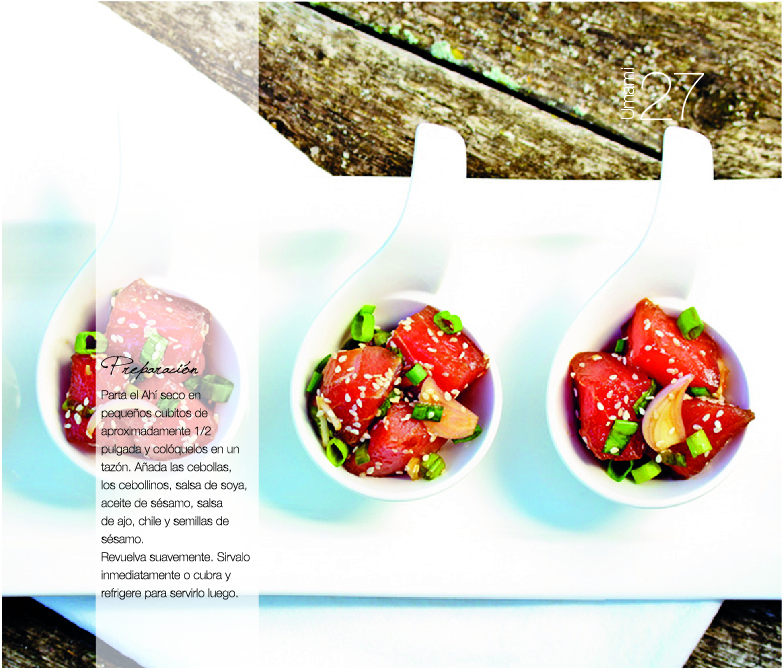 Umami 27
Preparación
Parta el Ahí seco en
pequeños cubitos de
aproximadamente 1/2
pulgada y colóquelos en un
tazón. Añada las cebollas,
los cebollinos, salsa de soya,
aceite de sésamo, salsa
de ajo, chile y semillas de
sésamo.
Revuelva suavemente. Sirvalo
inmediatamente o cubra y
refrigere para servirlo luego.